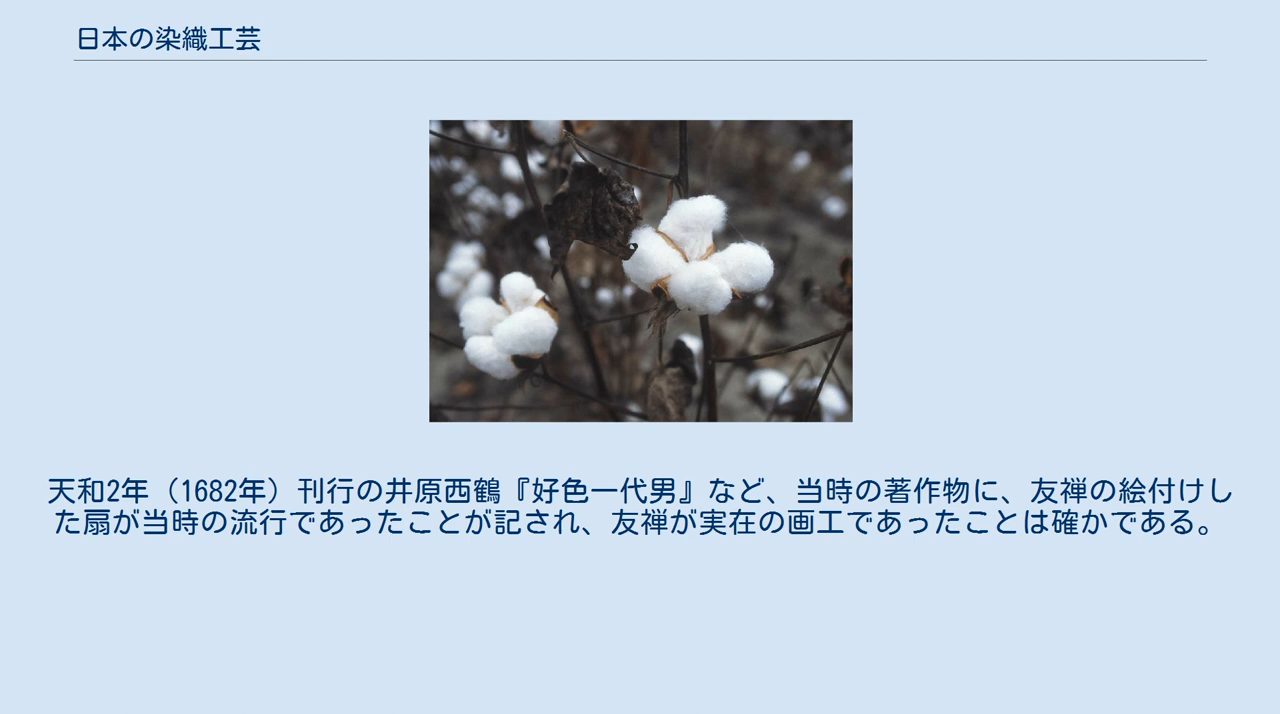 日本の染織工芸
天和2年（1682年）刊行の井原西鶴『好色一代男』など、当時の著作物に、友禅の絵付けし
た扇が当時の流行であったことが記され、友禅が実在の画工であったことは確かである。